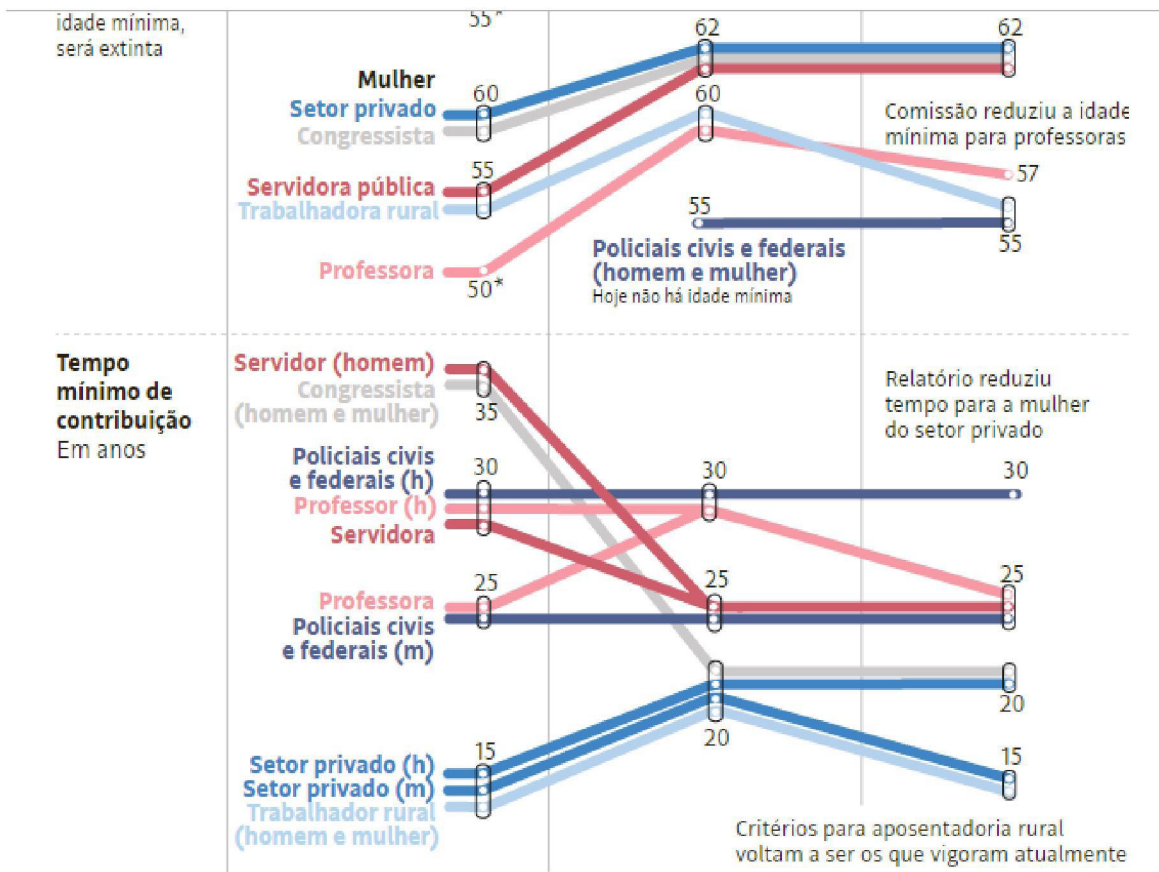 idade mínima,
será extinta
55*
Mulher
Setor privado
Congressista
60
Servidora pública
Trabalhadora rural
55
Professora
50*
62
60
55
Policiais civis e federais
(homem e mulher)
Hoje não há idade mínima
62
Comissão reduziu a idade
mínima para professoras
57
55
Tempo
mínimo de
contribuição
Em anos
Servidor (homem)
Congressista
(homem e mulher)
35
Policiais civis
e federais (h)
30
Professor (h)
Servidora
Professora
25
Policiais civis
e federais (m)
Setor privado (h)
15
Setor privado (m)
Trabalhador rural
(homem e mulher)
30
25
20
Relatório reduziu
tempo para a mulher
do setor privado
30
25
20
15
Critérios para aposentadoria rural
voltam a ser os que vigoram atualmente